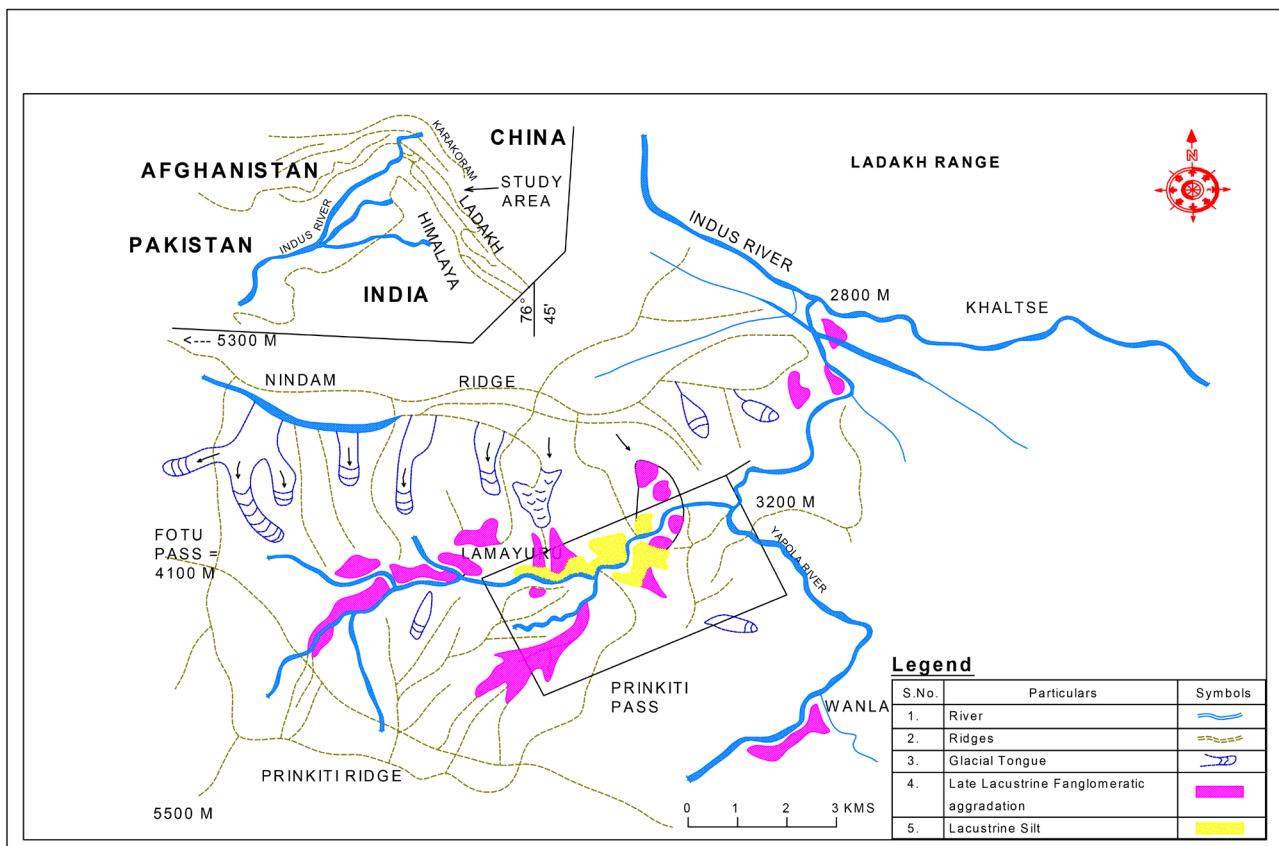 CHINA
KARAKORAM
AFGHANISTAN
STUDY
AREA
LADAKH
INDUS RIVER
HIMALAYA
PAKISTAN
INDIA
76°
45'
<--- 5300 M
LADAKH RANGE
N
INDUS RIVER
2800 M
KHALTSE
NINDAM
RIDGE
3200 M
FOTU
PASS =
4100 M
LAMAYURU
YAPOLA RIVER
PRINKITI
PASS
WANLA
PRINKITI RIDGE
5500 M
0 1 2 3 KMS
Legend
S.No. Particulars Symbols
1. River
2. Ridges
3. Glacial Tongue
4. Late Lacustrine Fanglomeratic
aggradation
5. Lacustrine Silt